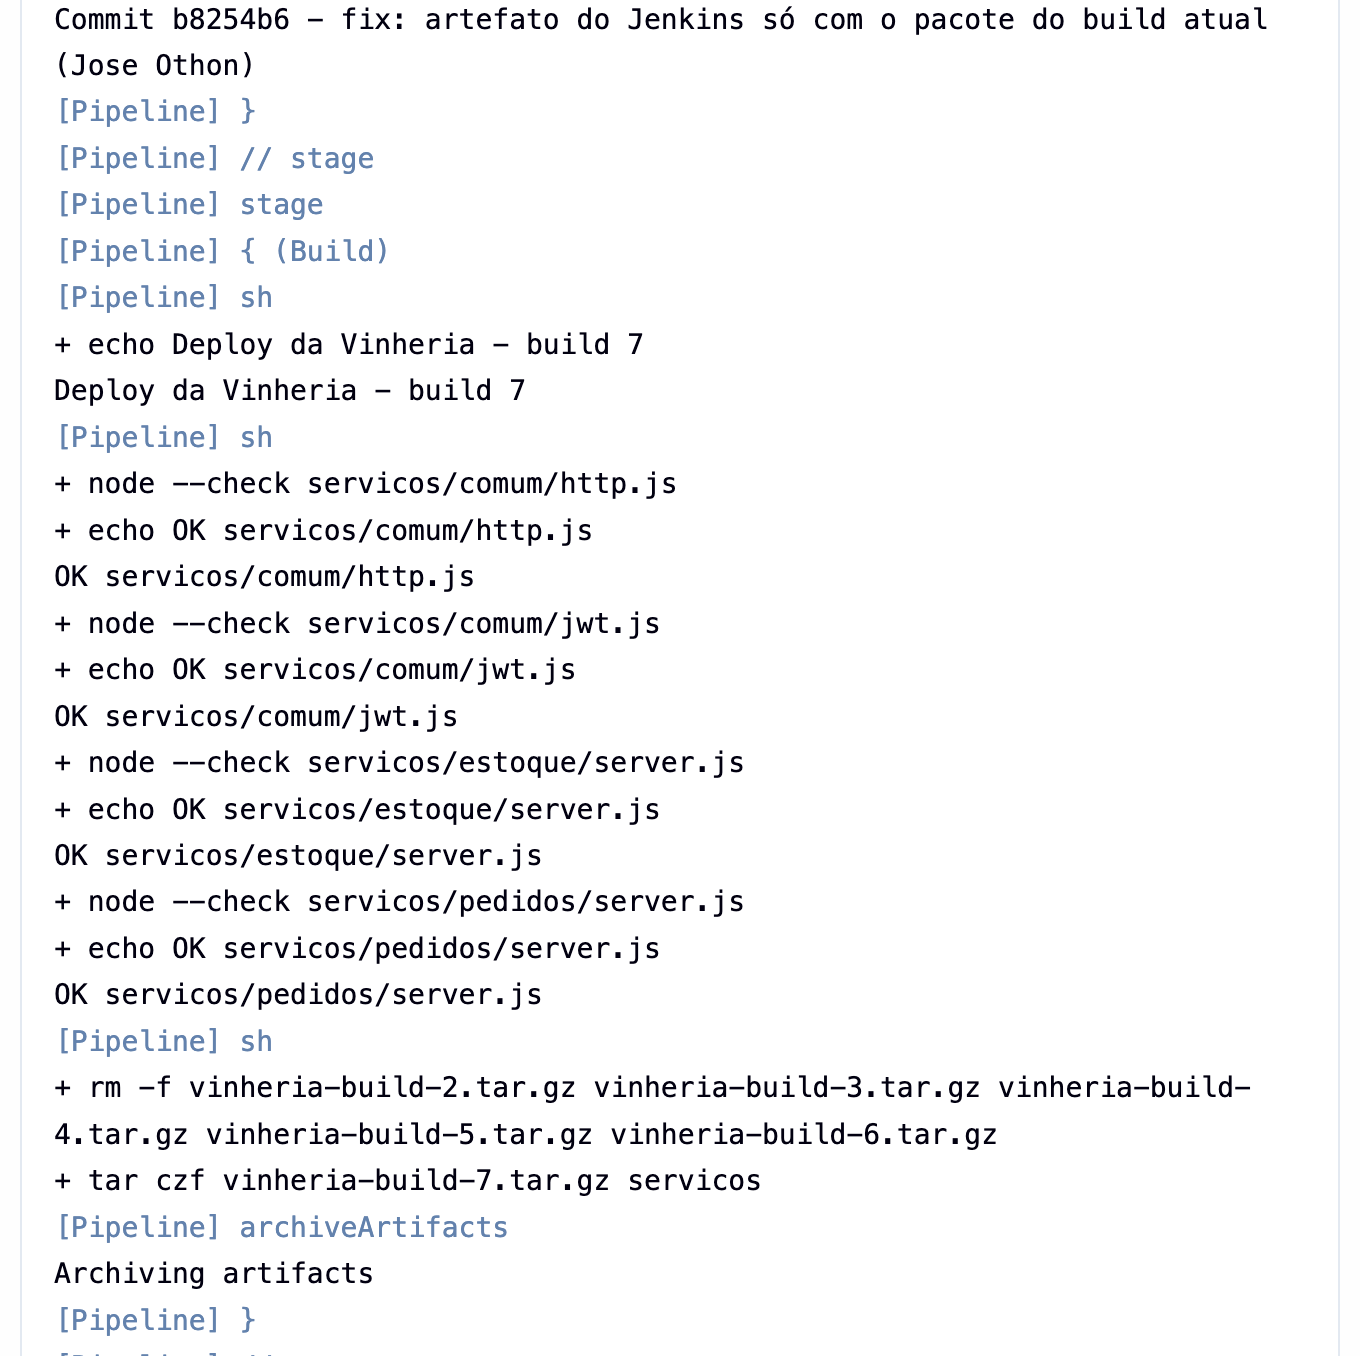 Commit b8254b6 – fix: artefato do Jenkins só com o pacote do build atual
(Jose Othon)
[Pipeline] }
[Pipeline] // stage
[Pipeline] stage
[Pipeline] { (Build)
[Pipeline] sh
+ echo Deploy da Vinheria – build 7
Deploy da Vinheria – build 7
[Pipeline] sh
+ node --check servicos/comum/http.js
+ echo OK servicos/comum/http.js
OK servicos/comum/http.js
+ node --check servicos/comum/jwt.js
+ echo OK servicos/comum/jwt.js
OK servicos/comum/jwt.js
+ node --check servicos/estoque/server.js
+ echo OK servicos/estoque/server.js
OK servicos/estoque/server.js
+ node --check servicos/pedidos/server.js
+ echo OK servicos/pedidos/server.js
OK servicos/pedidos/server.js
[Pipeline] sh
+ rm -f vinheria-build-2.tar.gz vinheria-build-3.tar.gz vinheria-build-
4.tar.gz vinheria-build-5.tar.gz vinheria-build-6.tar.gz
+ tar czf vinheria-build-7.tar.gz servicos
[Pipeline] archiveArtifacts
Archiving artifacts
[Pipeline] }